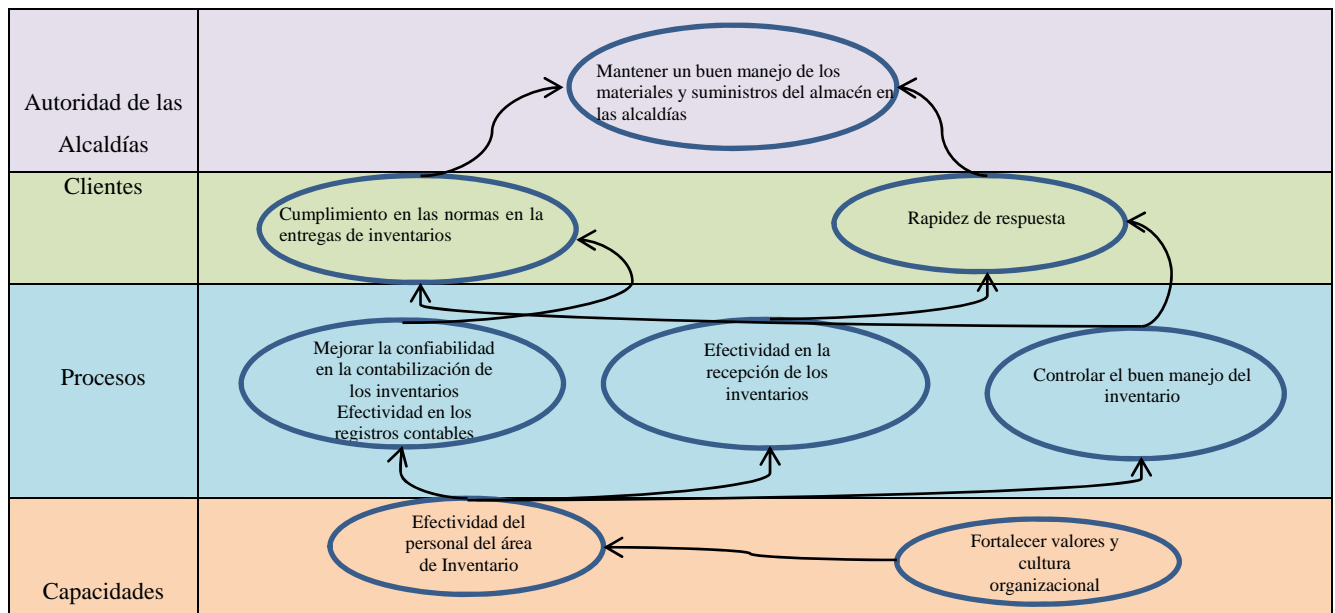 Autoridad de las
Alcaldías
Mantener un buen manejo de los
materiales y suministros del almacén en
las alcaldías
Clientes
Cumplimiento en las normas en la
entregas de inventarios
Rapidez de respuesta
Procesos
Mejorar la confiabilidad
en la contabilización de
los inventarios
Efectividad en los
registros contables
Efectividad en la
recepción de los
inventarios
Controlar el buen manejo del
inventario
Capacidades
Efectividad del
personal del área
de Inventario
Fortalecer valores y
cultura
organizacional